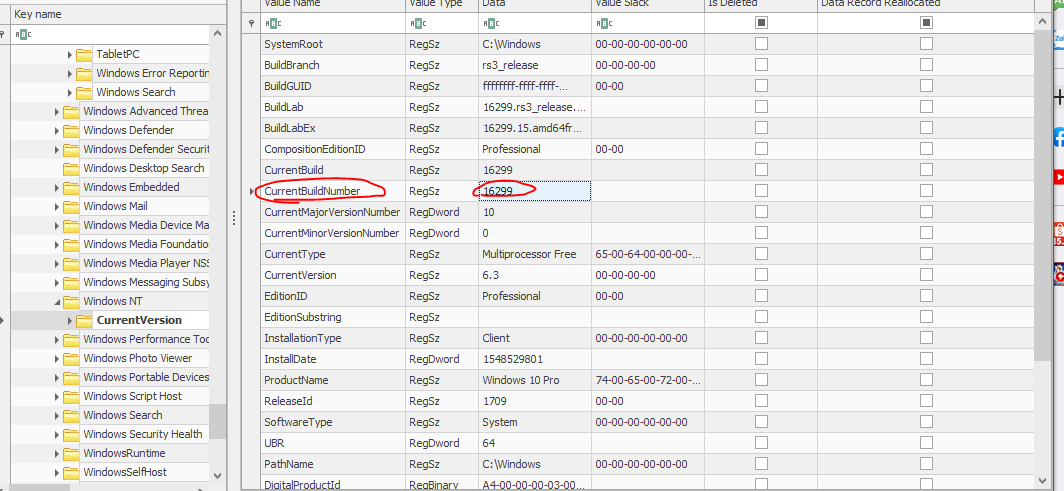 Key name
TabletPC
Windows Error Reportin
Windows Search
Windows Advanced Threa
Windows Defender
Windows Defender Securit
Windows Desktop Search
Windows Embedded
Windows Mail
Windows Media Device Ma
Windows Media Foundation
Windows Media Player NSS
Windows Messaging Subsy
Windows NT
CurrentVersion
Windows Performance Too
Windows Photo Viewer
Windows Portable Devices
Windows Script Host
Windows Search
Windows Security Health
WindowsRuntime
WindowsSelfHost
Value Name Value Type Data Value Slack Is Deleted Data Record Reallocated
SystemRoot RegSz C:\Windows 00-00-00-00-00-00
BuildBranch RegSz rs3_release 00-00-00-00
BuildGUID RegSz ffffffff-ffff-ffff-... 00-00
BuildLab RegSz 16299.rs3_release....
BuildLabEx RegSz 16299.15.amd64fr...
CompositionEditionID RegSz Professional 00-00
CurrentBuild RegSz 16299
CurrentBuildNumber RegSz 16299
CurrentMajorVersionNumber RegDword 10
CurrentMinorVersionNumber RegDword 0
CurrentType RegSz Multiprocessor Free 65-00-64-00-00-00-...
CurrentVersion RegSz 6.3 00-00-00-00
EditionID RegSz Professional 00-00
EditionSubstring RegSz
InstallationType RegSz Client 00-00-00-00-00-00
InstallDate RegDword 1548529801
ProductName RegSz Windows 10 Pro 74-00-65-00-72-00-...
ReleaseId RegSz 1709 00-00
SoftwareType RegSz System 00-00-00-00-00-00
UBR RegDword 64
PathName RegSz C:\Windows 00-00-00-00-00-00
DigitalProductId RegBinary A4-00-00-00-03-00-...